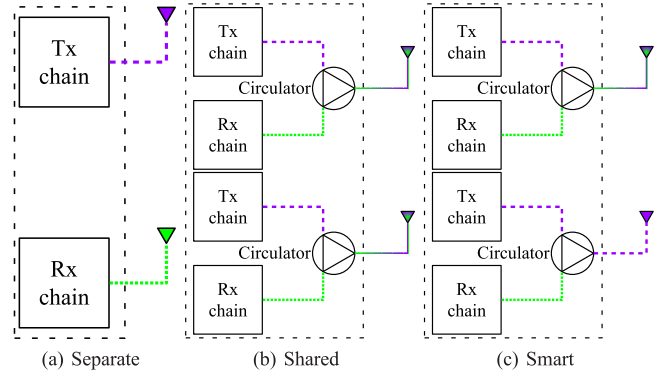 Tx
chain
Rx
chain
(a) Separate
Tx
chain
Circulator
Rx
chain
Tx
chain
Circulator
Rx
chain
(b) Shared
Tx
chain
Circulator
Rx
chain
Tx
chain
Circulator
Rx
chain
(c) Smart